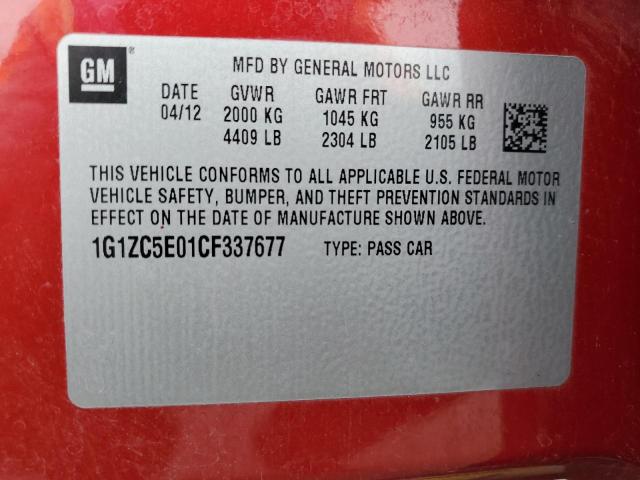 GM ®
MFD BY GENERAL MOTORS LLC
DATE GVWR GAWR FRT GAWR RR
04/12 2000 KG 1045 KG 955 KG
4409 LB 2304 LB 2105 LB
THIS VEHICLE CONFORMS TO ALL APPLICABLE U.S. FEDERAL MOTOR
VEHICLE SAFETY, BUMPER, AND THEFT PREVENTION STANDARDS IN
EFFECT ON THE DATE OF MANUFACTURE SHOWN ABOVE.
1G1ZC5E01CF337677 TYPE: PASS CAR